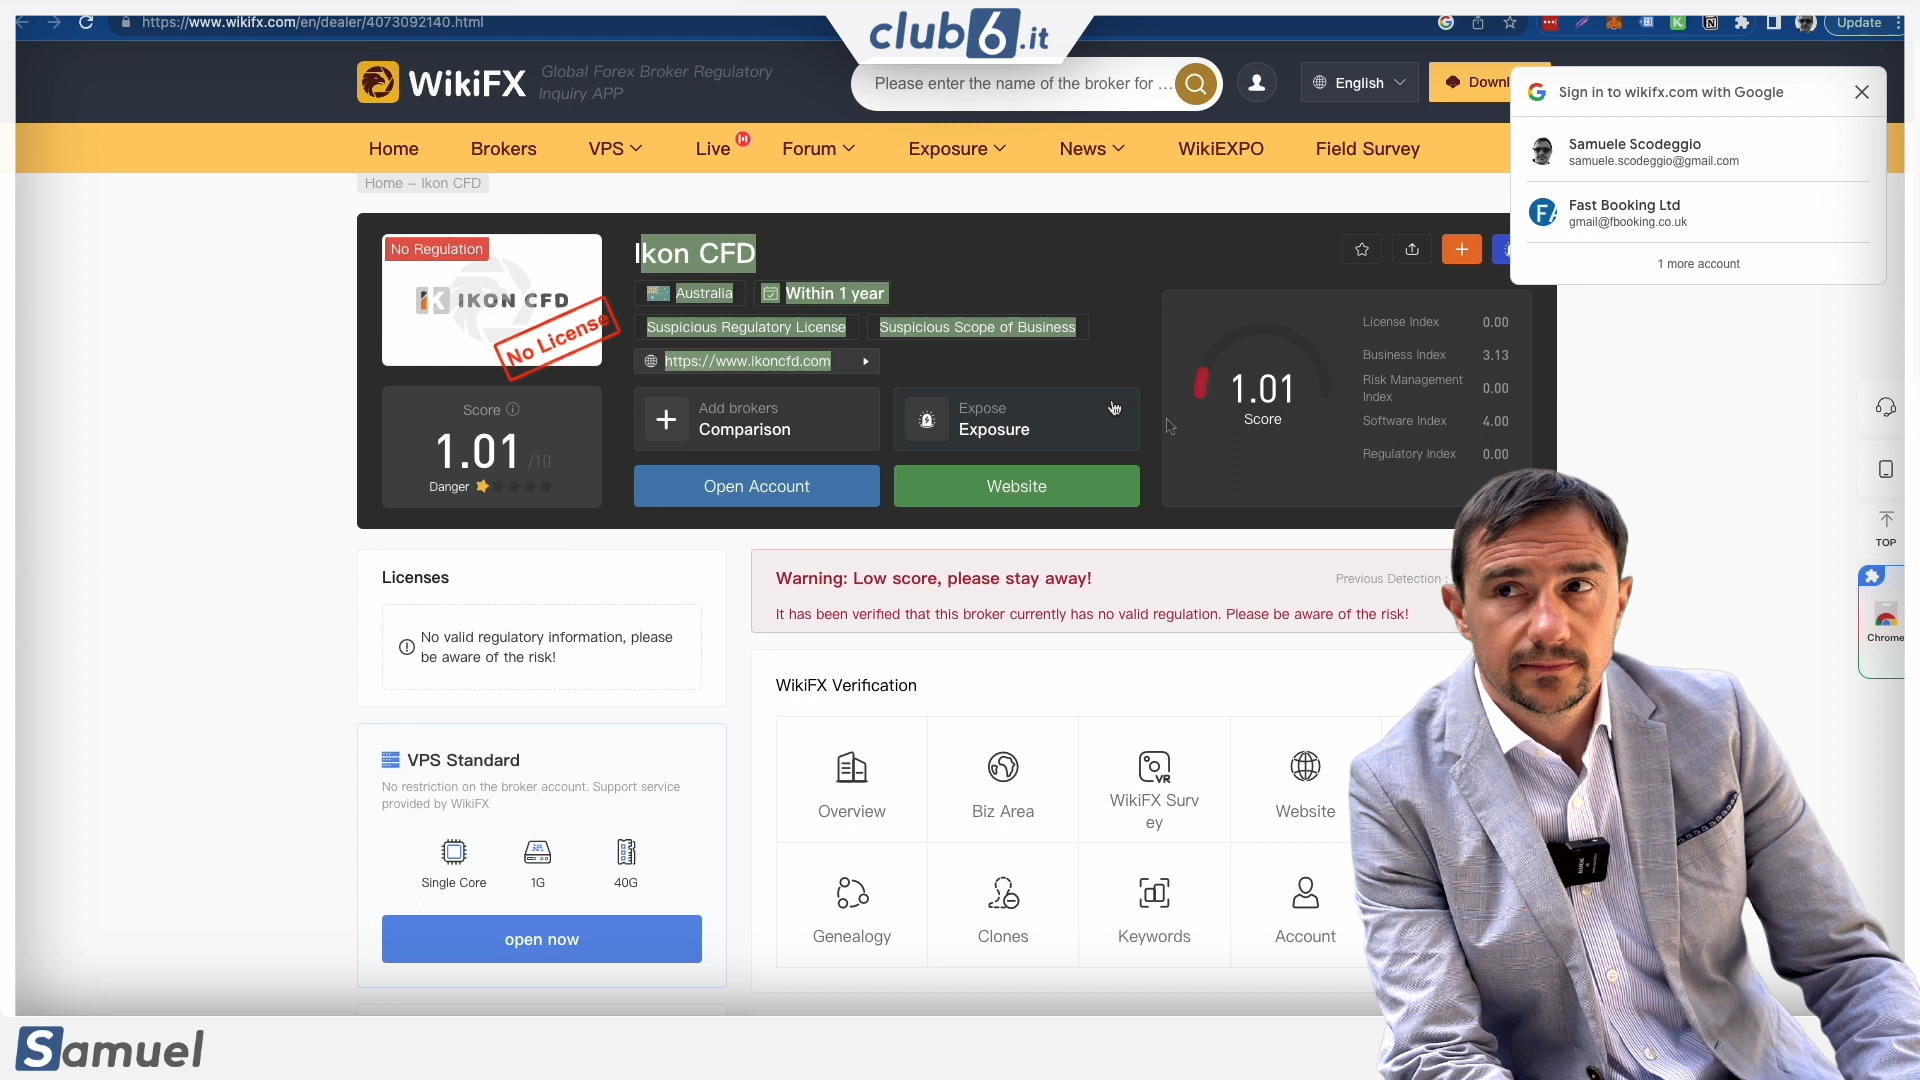 https://www.wikifx.com/en/dealer/4073092140.html
Update
club6.it
WikiFX
Global Forex Broker Regulatory
Inquiry APP
Please enter the name of the broker for ...
English
Downl
Sign in to wikifx.com with Google
Samuele Scodeggio
samuele.scodeggio@gmail.com
Fast Booking Ltd
gmail@fbooking.co.uk
1 more account
Home
Brokers
VPS
Live
Forum
Exposure
News
WikiEXPO
Field Survey
Home - Ikon CFD
No Regulation
IKON CFD
No License
Ikon CFD
Australia
Within 1 year
Suspicious Regulatory License
Suspicious Scope of Business
https://www.ikoncfd.com
Score
1.01 /10
Danger
Add brokers
Comparison
Expose
Exposure
Open Account
Website
1.01
Score
License Index 0.00
Business Index 3.13
Risk Management
Index 0.00
Software Index 4.00
Regulatory Index 0.00
TOP
Chrome
Licenses
No valid regulatory information, please
be aware of the risk!
Warning: Low score, please stay away!
Previous Detection :
It has been verified that this broker currently has no valid regulation. Please be aware of the risk!
WikiFX Verification
Overview
Biz Area
VR
WikiFX Surv
ey
Website
Genealogy
Clones
Keywords
Account
VPS Standard
No restriction on the broker account. Support service
provided by WikiFX
Single Core
1G
40G
open now
Samuel